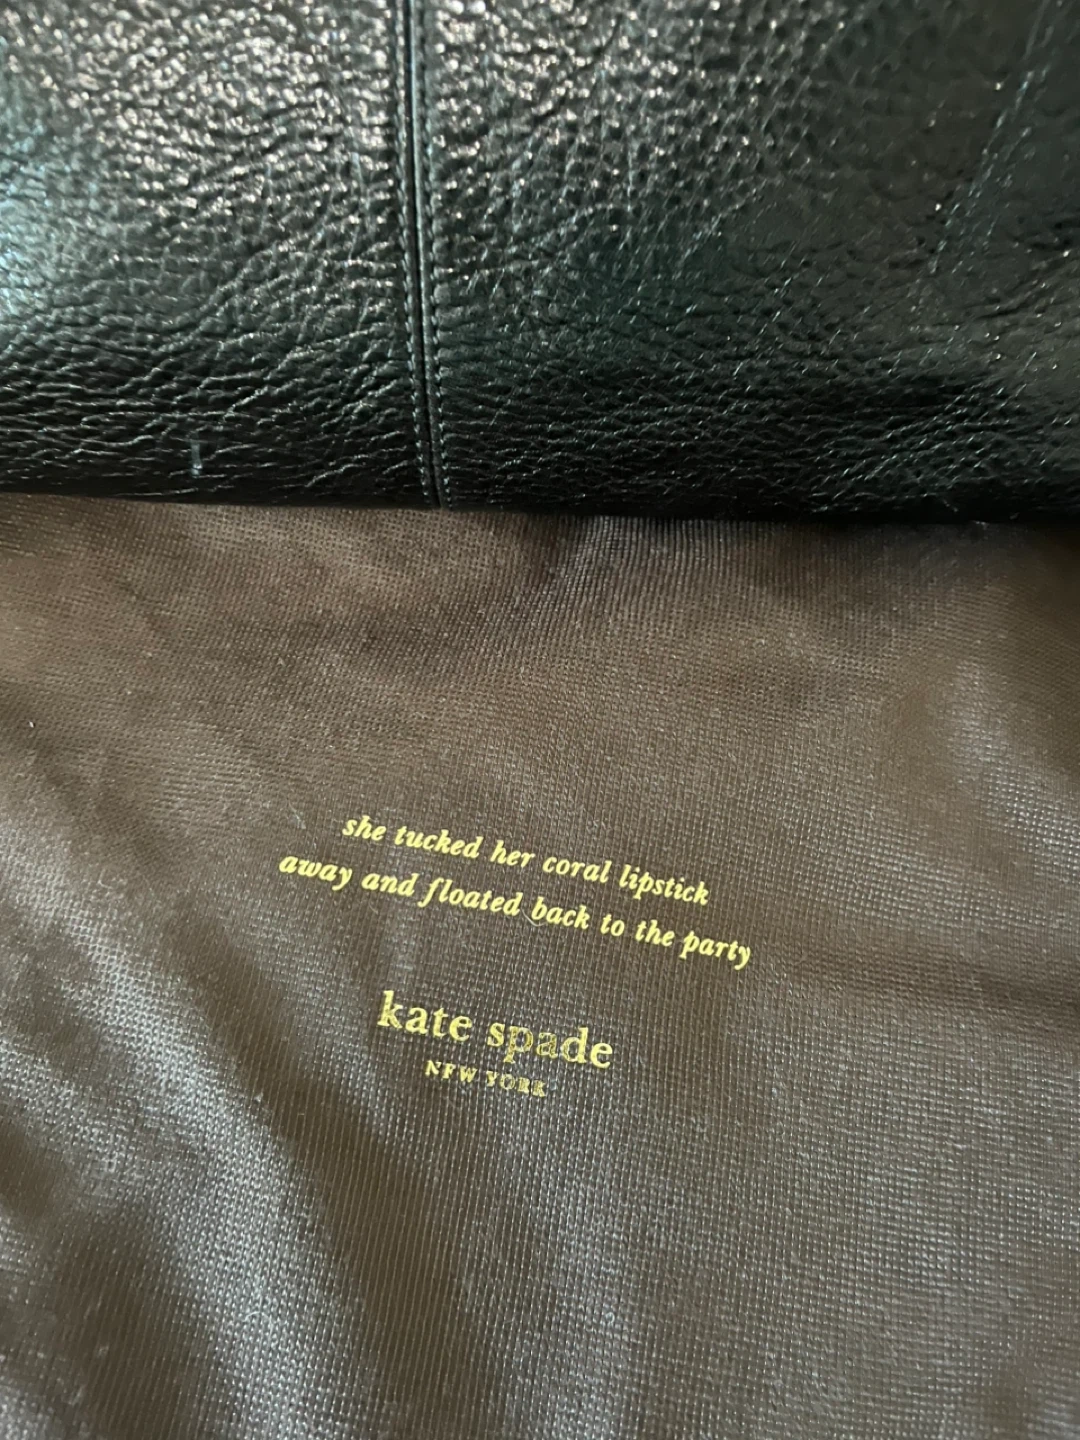 she tucked her coral lipstick
away and floated back to the party
kate spade
NEW YORK